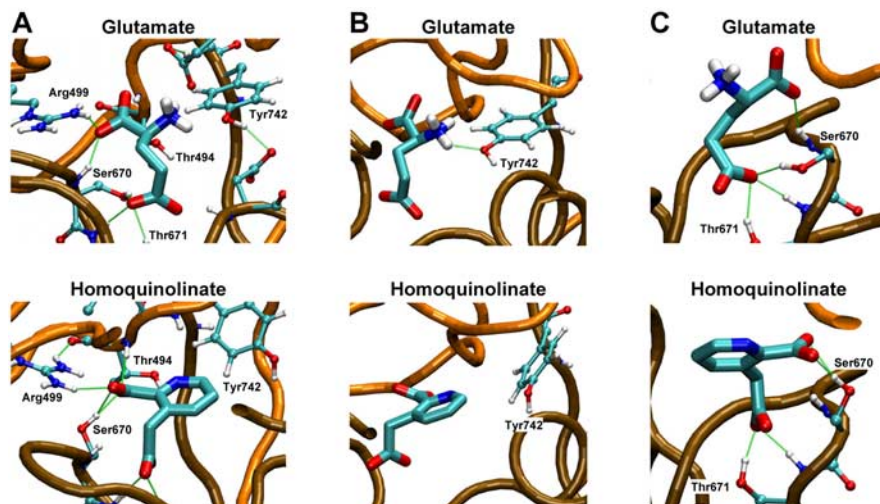 A
B
C
Glutamate
Glutamate
Glutamate
Arg499
Tyr742
Thr494
Ser670
Thr671
Tyr742
Ser670
Thr671
Homoquinolinate
Homoquinolinate
Homoquinolinate
Thr494
Arg499
Tyr742
Ser670
Tyr742
Ser670
Thr671